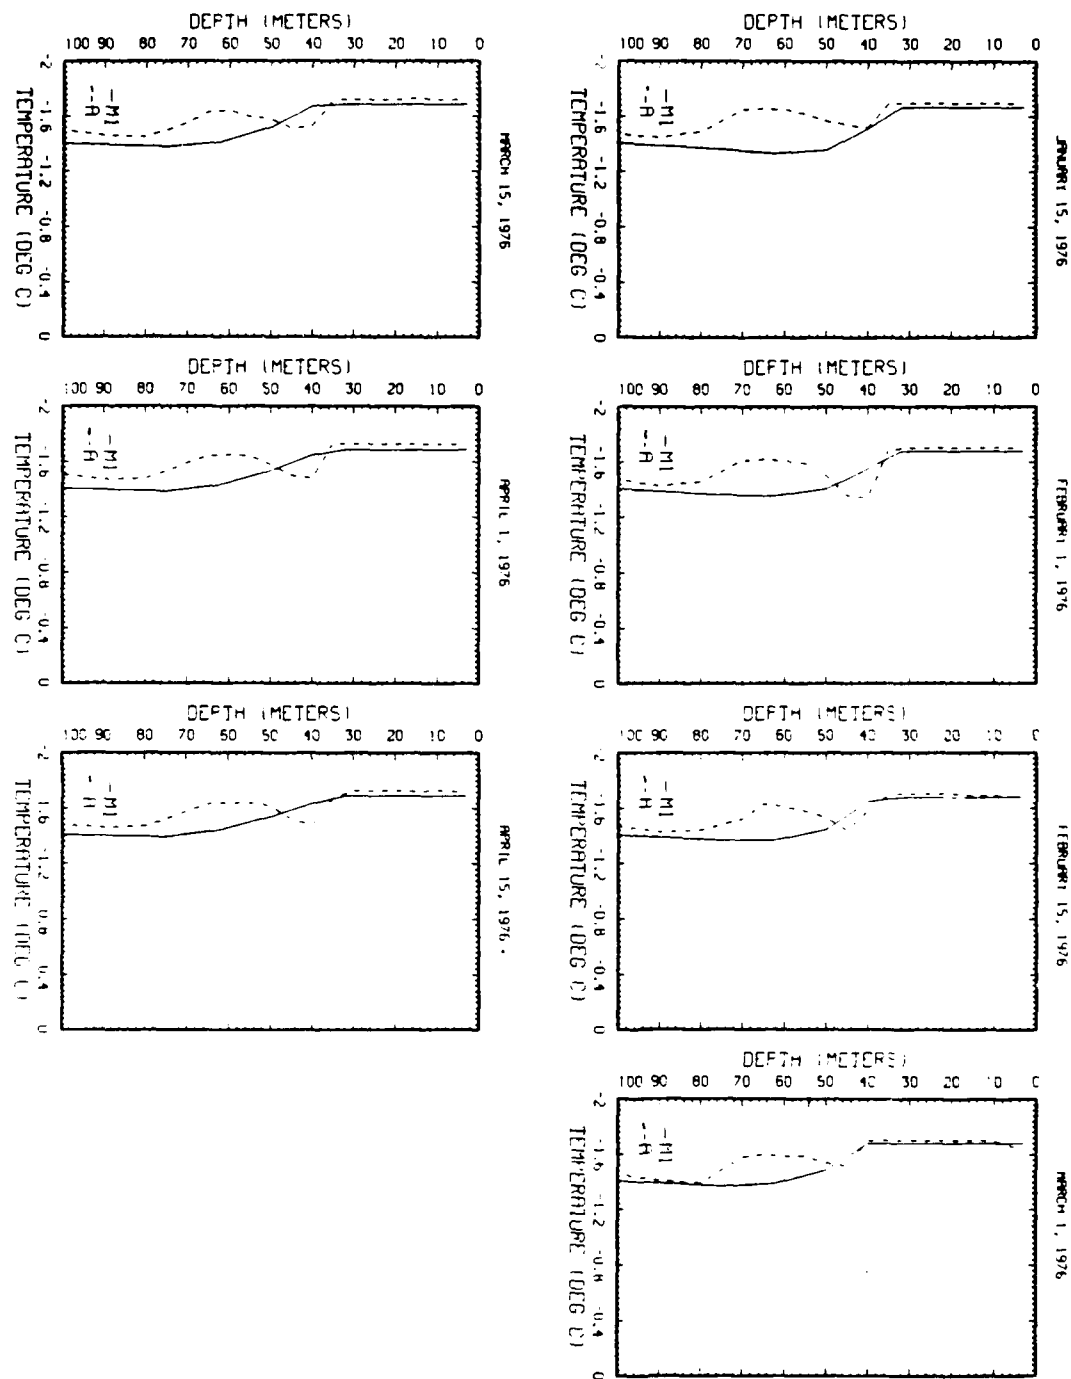 JANUARY 15, 1976
DEPTH (METERS)
0
10
20
30
40
50
60
70
80
90
100
— M1
-- A
-2 -1.6 -1.2 -0.8 -0.4 0
TEMPERATURE (DEG C)
FEBRUARY 1, 1976
DEPTH (METERS)
0
10
20
30
40
50
60
70
80
90
100
— M1
-- A
-2 -1.6 -1.2 -0.8 -0.4 0
TEMPERATURE (DEG C)
FEBRUARY 15, 1976
DEPTH (METERS)
0
10
20
30
40
50
60
70
80
90
100
— M1
-- A
-2 -1.6 -1.2 -0.8 -0.4 0
TEMPERATURE (DEG C)
MARCH 1, 1976
DEPTH (METERS)
0
10
20
30
40
50
60
70
80
90
100
— M1
-- A
-2 -1.6 -1.2 -0.8 -0.4 0
TEMPERATURE (DEG C)
MARCH 15, 1976
DEPTH (METERS)
0
10
20
30
40
50
60
70
80
90
100
— M1
-- A
-2 -1.6 -1.2 -0.8 -0.4 0
TEMPERATURE (DEG C)
APRIL 1, 1976
DEPTH (METERS)
0
10
20
30
40
50
60
70
80
90
100
— M1
-- A
-2 -1.6 -1.2 -0.8 -0.4 0
TEMPERATURE (DEG C)
APRIL 15, 1976
DEPTH (METERS)
0
10
20
30
40
50
60
70
80
90
100
— M1
-- A
-2 -1.6 -1.2 -0.8 -0.4 0
TEMPERATURE (DEG C)